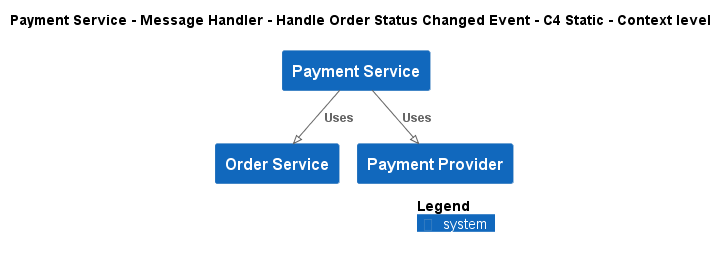 Payment Service - Message Handler - Handle Order Status Changed Event - C4 Static - Context level
Payment Service
Uses
Uses
Order Service
Payment Provider
Legend
system